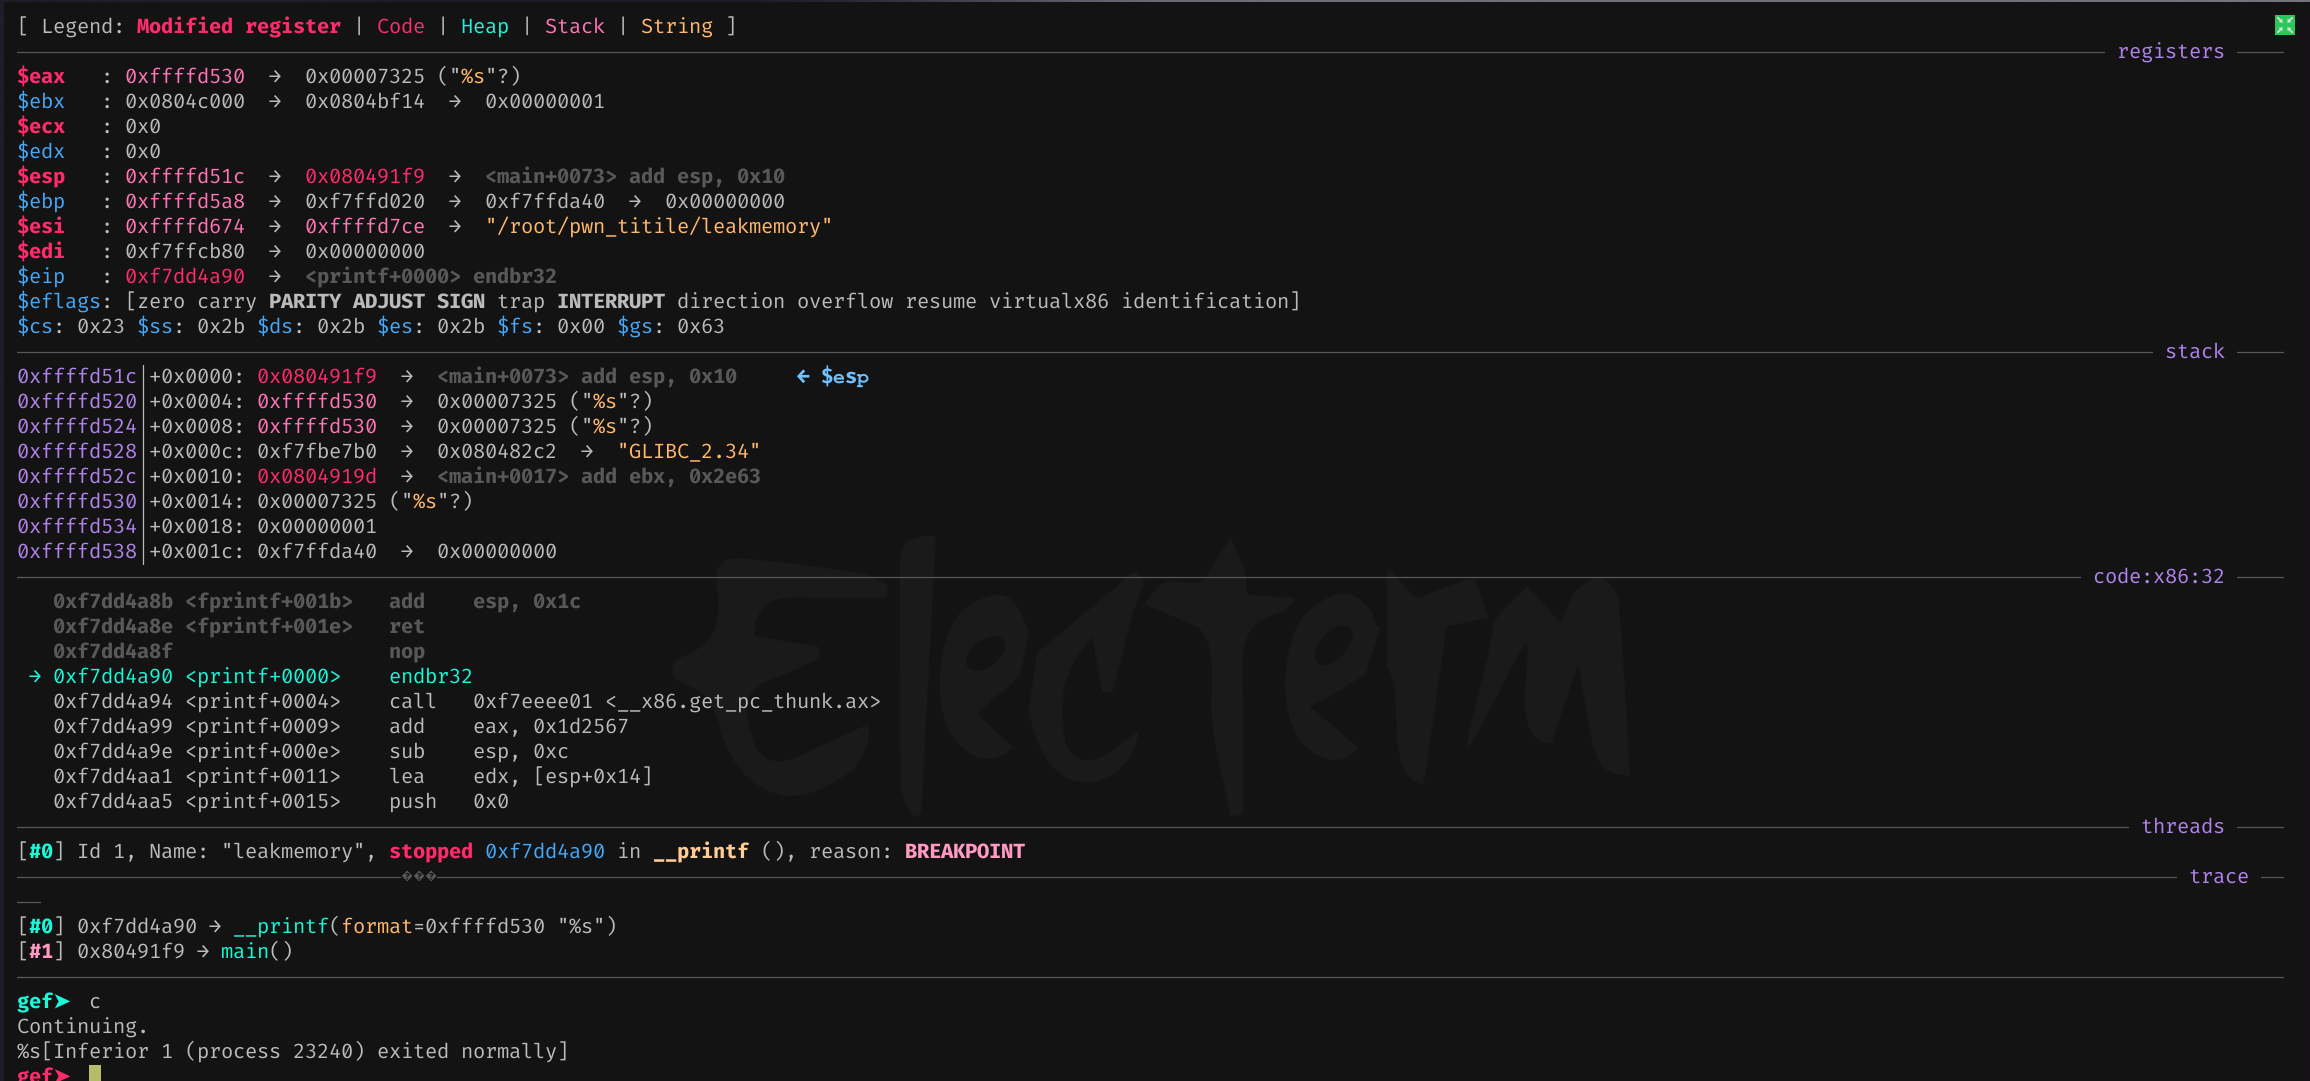 [ Legend: Modified register | Code | Heap | Stack | String ]
registers
$eax   : 0xffffd530  →  0x00007325 ("%s"?)
$ebx   : 0x0804c000  →  0x0804bf14  →  0x00000001
$ecx   : 0x0
$edx   : 0x0
$esp   : 0xffffd51c  →  0x080491f9  →  <main+0073> add esp, 0x10
$ebp   : 0xffffd5a8  →  0xf7ffd020  →  0xf7ffda40  →  0x00000000
$esi   : 0xffffd674  →  0xffffd7ce  →  "/root/pwn_titile/leakmemory"
$edi   : 0xf7ffcb80  →  0x00000000
$eip   : 0xf7dd4a90  →  <printf+0000> endbr32
$eflags: [zero carry PARITY ADJUST SIGN trap INTERRUPT direction overflow resume virtualx86 identification]
$cs: 0x23 $ss: 0x2b $ds: 0x2b $es: 0x2b $fs: 0x00 $gs: 0x63
stack
0xffffd51c│+0x0000: 0x080491f9  →  <main+0073> add esp, 0x10     ← $esp
0xffffd520│+0x0004: 0xffffd530  →  0x00007325 ("%s"?)
0xffffd524│+0x0008: 0xffffd530  →  0x00007325 ("%s"?)
0xffffd528│+0x000c: 0xf7fbe7b0  →  0x080482c2  →  "GLIBC_2.34"
0xffffd52c│+0x0010: 0x0804919d  →  <main+0017> add ebx, 0x2e63
0xffffd530│+0x0014: 0x00007325 ("%s"?)
0xffffd534│+0x0018: 0x00000001
0xffffd538│+0x001c: 0xf7ffda40  →  0x00000000
code:x86:32
0xf7dd4a8b <fprintf+001b>   add    esp, 0x1c
0xf7dd4a8e <fprintf+001e>   ret
0xf7dd4a8f                  nop
→ 0xf7dd4a90 <printf+0000>    endbr32
0xf7dd4a94 <printf+0004>    call   0xf7eeee01 <__x86.get_pc_thunk.ax>
0xf7dd4a99 <printf+0009>    add    eax, 0x1d2567
0xf7dd4a9e <printf+000e>    sub    esp, 0xc
0xf7dd4aa1 <printf+0011>    lea    edx, [esp+0x14]
0xf7dd4aa5 <printf+0015>    push   0x0
Electerm
threads
[#0] Id 1, Name: "leakmemory", stopped 0xf7dd4a90 in __printf (), reason: BREAKPOINT
��� trace
[#0] 0xf7dd4a90 → __printf(format=0xffffd530 "%s")
[#1] 0x80491f9 → main()
gef➤  c
Continuing.
%s[Inferior 1 (process 23240) exited normally]
gef➤